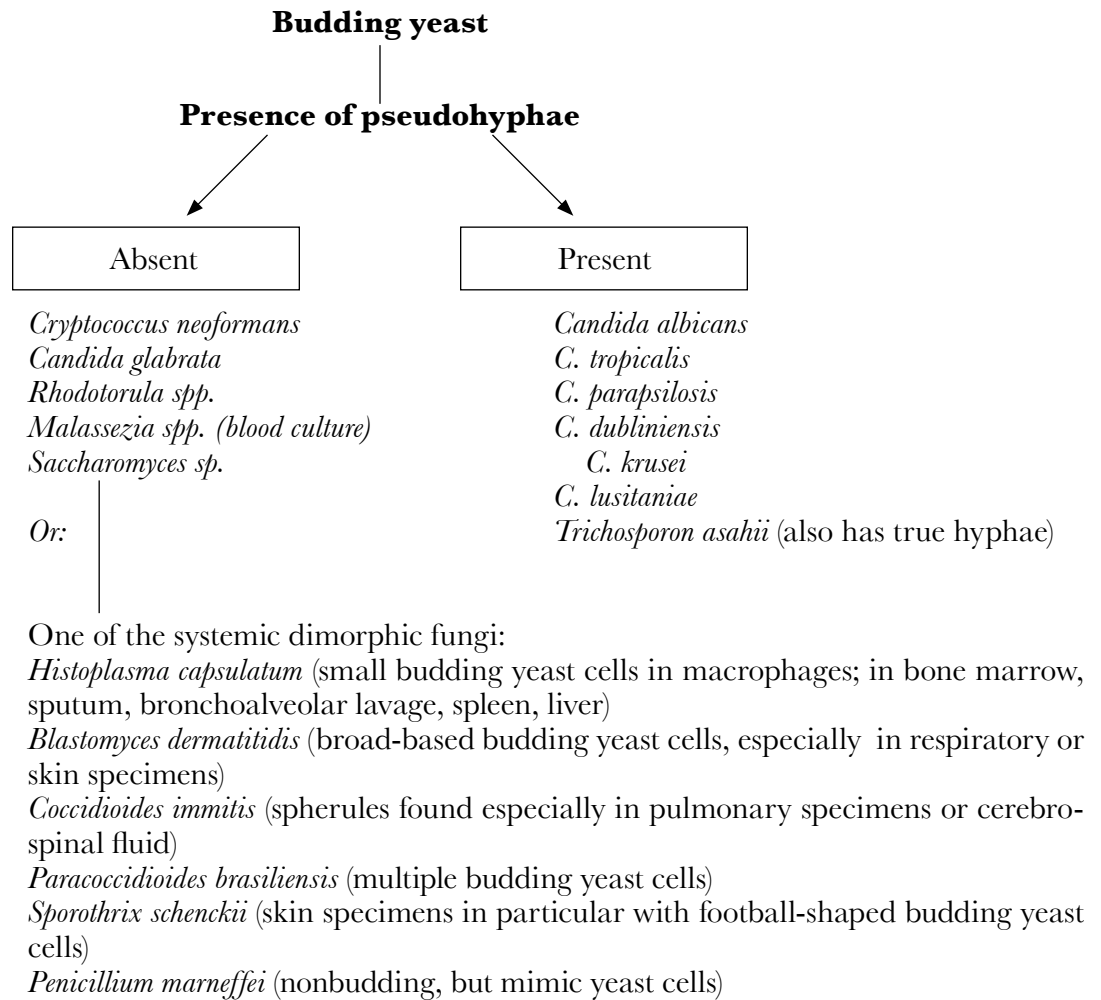 Budding yeast
Presence of pseudohyphae
Absent
Cryptococcus neoformans
Candida glabrata
Rhodotorula spp.
Malassezia spp. (blood culture)
Saccharomyces sp.
Or:
Present
Candida albicans
C. tropicalis
C. parapsilosis
C. dubliniensis
C. krusei
C. lusitaniae
Trichosporon asahii (also has true hyphae)
One of the systemic dimorphic fungi:
Histoplasma capsulatum (small budding yeast cells in macrophages; in bone marrow,
sputum, bronchoalveolar lavage, spleen, liver)
Blastomyces dermatitidis (broad-based budding yeast cells, especially in respiratory or
skin specimens)
Coccidioides immitis (spherules found especially in pulmonary specimens or cerebro-
spinal fluid)
Paracoccidioides brasiliensis (multiple budding yeast cells)
Sporothrix schenckii (skin specimens in particular with football-shaped budding yeast
cells)
Penicillium marneffei (nonbudding, but mimic yeast cells)